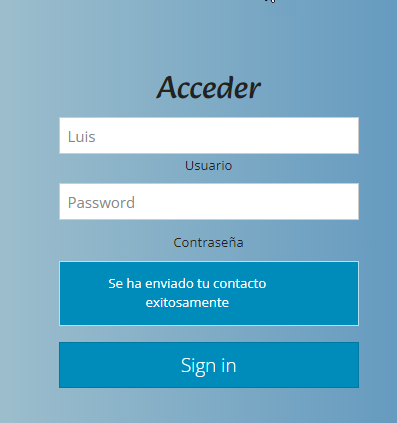 Acceder
Luis
Usuario
Password
Contraseña
Se ha enviado tu contacto
exitosamente
Sign in